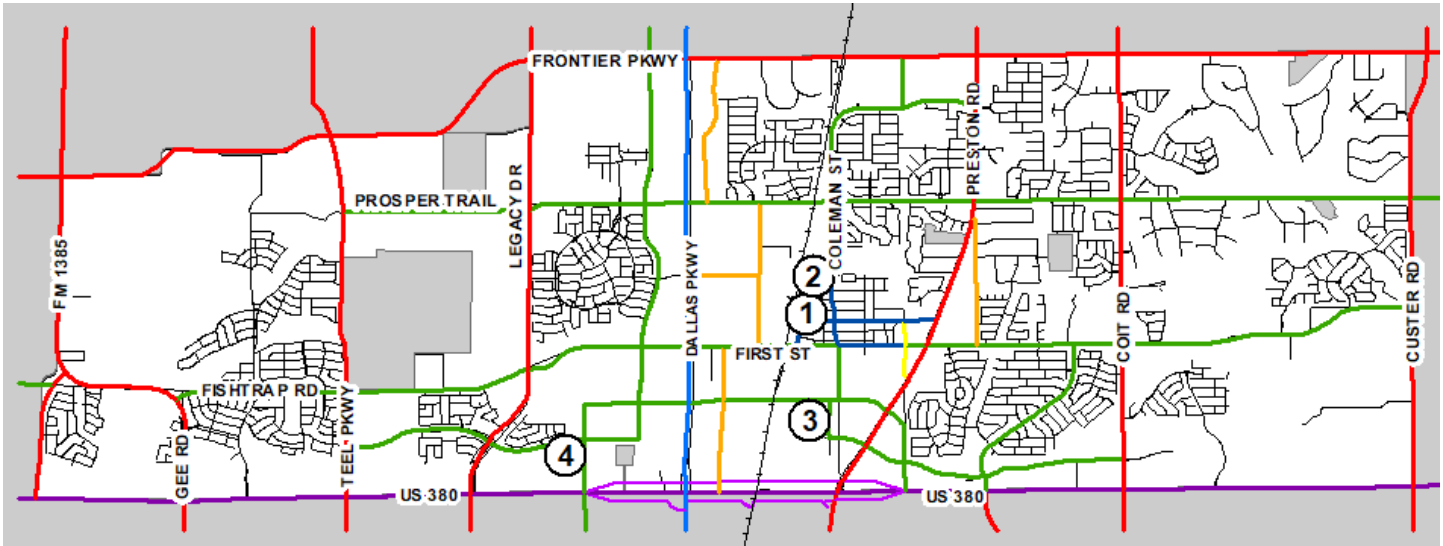 FRONTIER PKWY
PRESTON RD
COLEMAN ST
LEGACY DR
PROSPER TRAIL
FM 1385
DALLAS PKWY
2
1
COIT RD
CUSTER RD
FIRST ST
FISHTRAP RD
TEEL PKWY
GEE RD
3
4
US 380
US 380